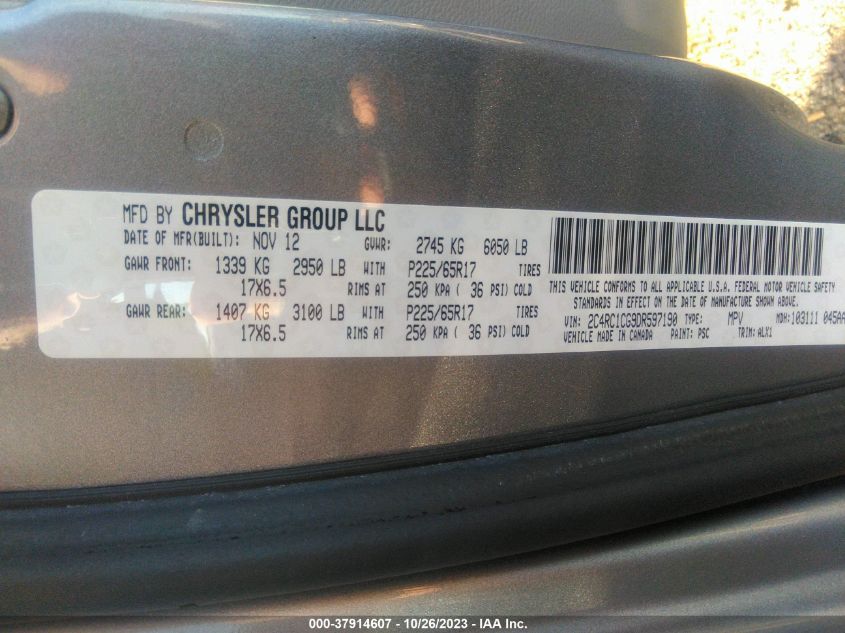 MFD BY CHRYSLER GROUP LLC
DATE OF MFR(BUILT): NOV 12 GVWR: 2745 KG 6050 LB
GAWR FRONT: 1339 KG 2950 LB WITH P225/65R17 TIRES
17X6.5 RIMS AT 250 KPA ( 36 PSI) COLD
GAWR REAR: 1407 KG 3100 LB WITH P225/65R17 TIRES
17X6.5 RIMS AT 250 KPA ( 36 PSI) COLD
THIS VEHICLE CONFORMS TO ALL APPLICABLE U.S.A. FEDERAL MOTOR VEHICLE SAFETY
STANDARDS IN EFFECT ON THE DATE OF MANUFACTURE SHOWN ABOVE.
VIN: 2C4RC1CG9DR597190 TYPE: MPV MDH: 103111 045AA
VEHICLE MADE IN CANADA PAINT: PSC TRIM: ALX1
000-37914607 - 10/26/2023 - IAA Inc.